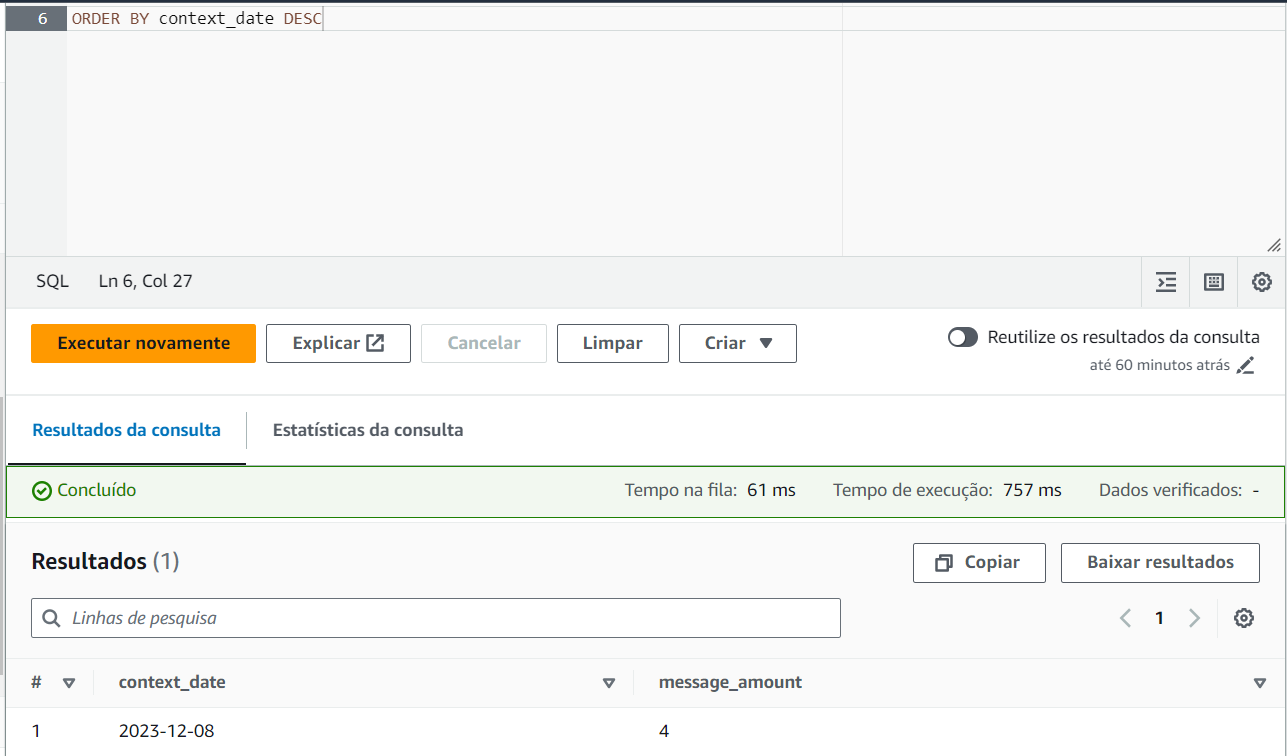 6 ORDER BY context_date DESC
SQL Ln 6, Col 27
Executar novamente Explicar Cancelar Limpar Criar Reutilize os resultados da consulta
até 60 minutos atrás
Resultados da consulta Estatísticas da consulta
Concluído Tempo na fila: 61 ms Tempo de execução: 757 ms Dados verificados: -
Resultados (1) Copiar Baixar resultados
Linhas de pesquisa 1
# context_date message_amount
1 2023-12-08 4